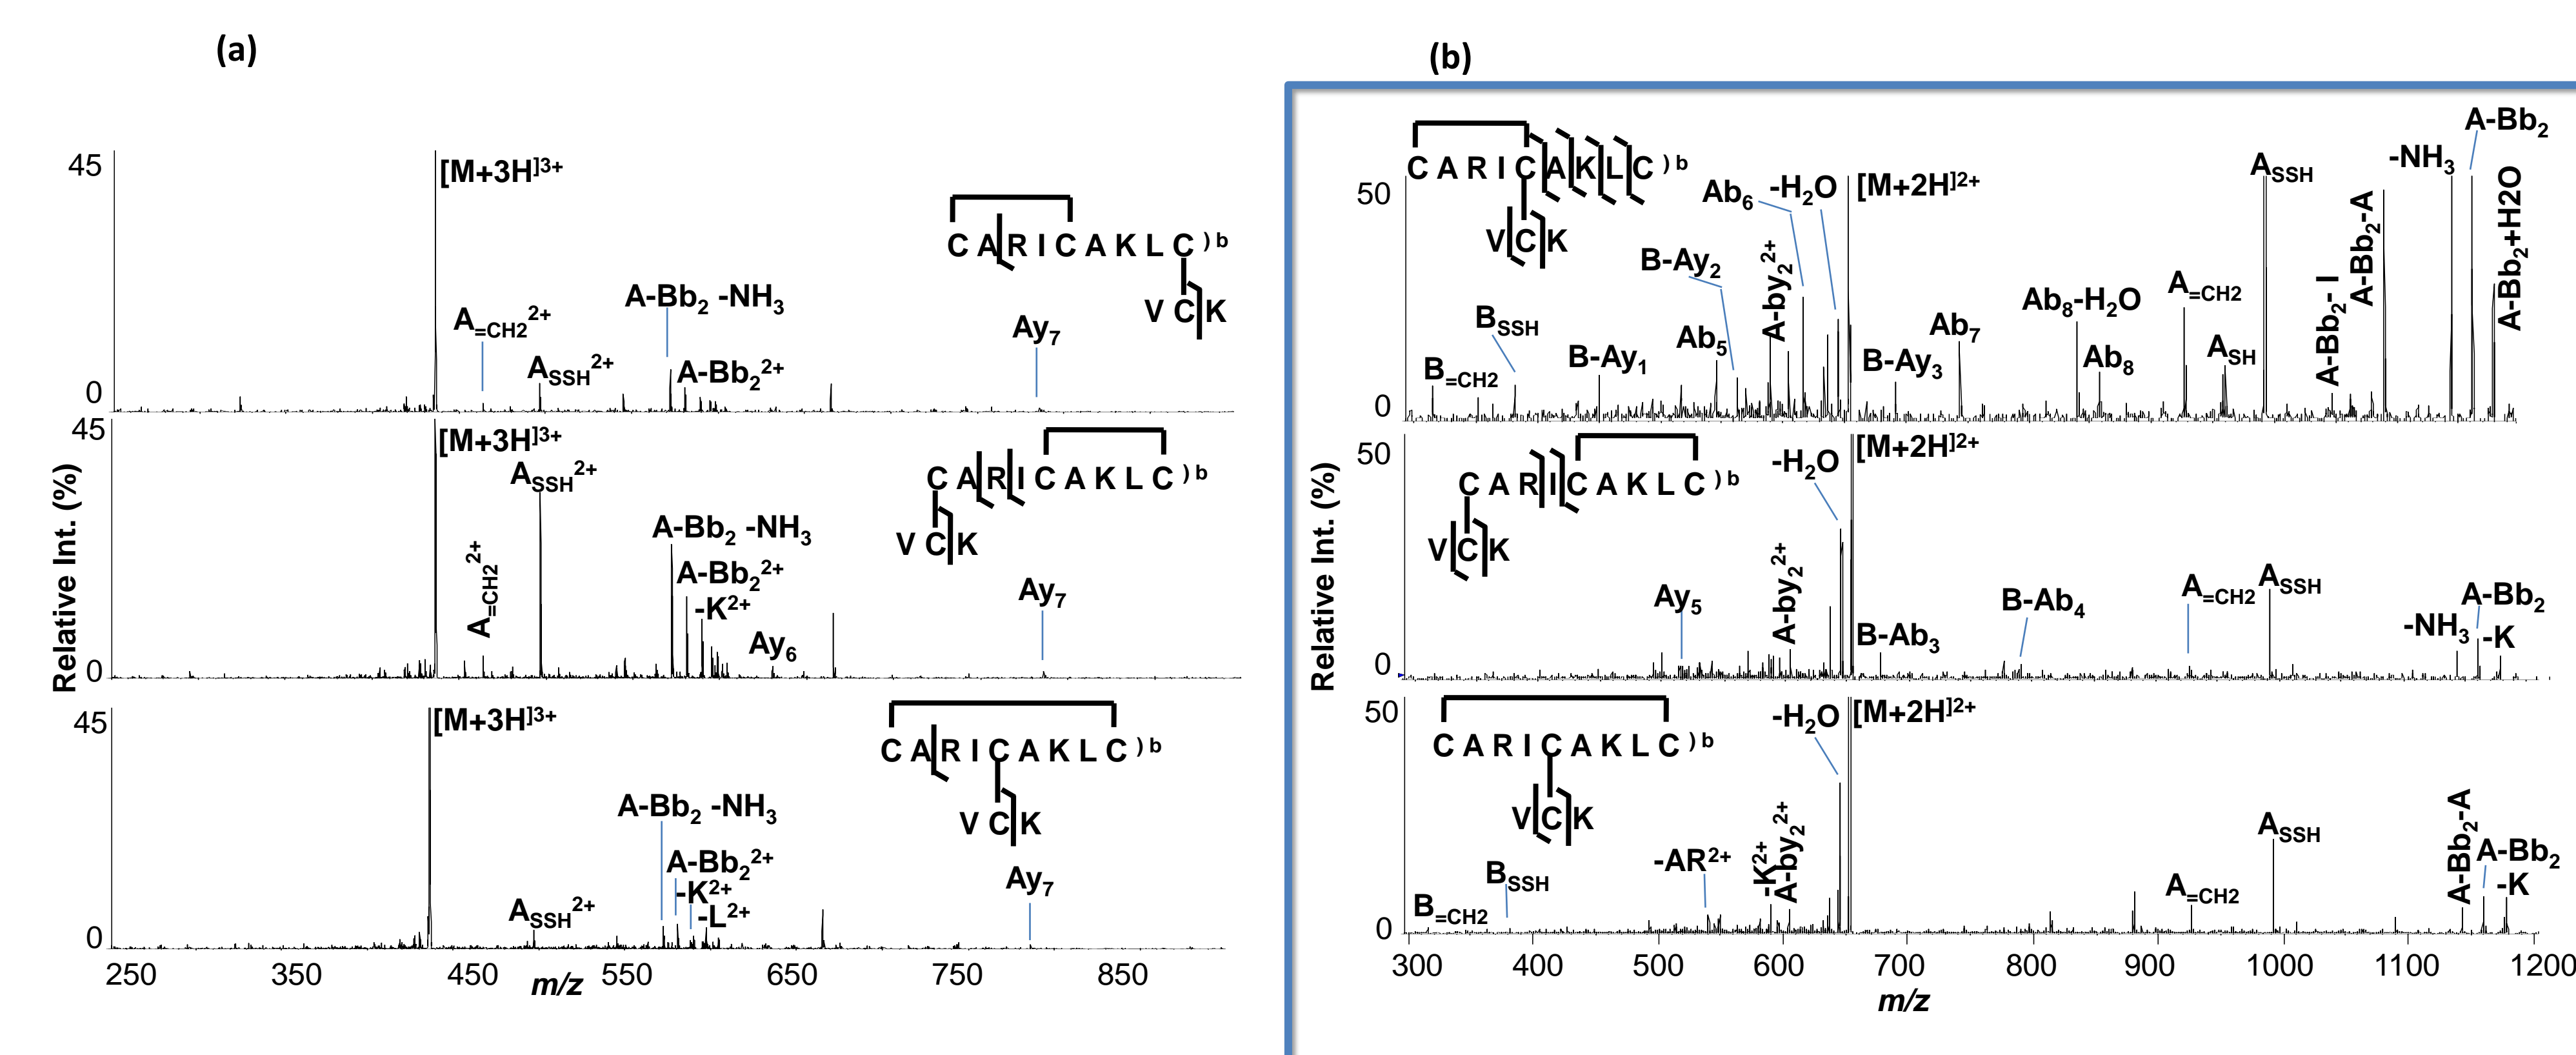 (a)
45
[M+3H]3+
A=CH2 2+
ASSH 2+
A-Bb2 -NH3
A-Bb2 2+
Ay7
C A R I C A K L C ) b
V C K
0
45
[M+3H]3+
ASSH 2+
A=CH2 2+
A-Bb2 -NH3
A-Bb2 2+
-K2+
Ay6
Ay7
C A R I C A K L C ) b
V C K
0
Relative Int. (%)
45
[M+3H]3+
ASSH 2+
A-Bb2 -NH3
A-Bb2 2+
-K2+
-L2+
Ay7
C A R I C A K L C ) b
V C K
0
250 350 450 550 650 750 850
m/z
(b)
C A R I C A K L C ) b
V C K
50
B=CH2
BSSH
B-Ay1
B-Ay2
Ab5
A-by2 2+
Ab6
-H2O
[M+2H]2+
B-Ay3
Ab7
Ab8-H2O
Ab8
A=CH2
ASH
ASSH
A-Bb2- I
A-Bb2-A
-NH3
A-Bb2
A-Bb2+H2O
0
50
C A R I C A K L C ) b
V C K
Ay5
A-by2 2+
-H2O
[M+2H]2+
B-Ab3
B-Ab4
A=CH2
ASSH
-NH3
A-Bb2
-K
0
Relative Int. (%)
50
C A R I C A K L C ) b
V C K
B=CH2
BSSH
-AR2+
-K2+
A-by2 2+
-H2O
[M+2H]2+
A=CH2
ASSH
A-Bb2-A
A-Bb2
-K
0
300 400 500 600 700 800 900 1000 1100 1200
m/z